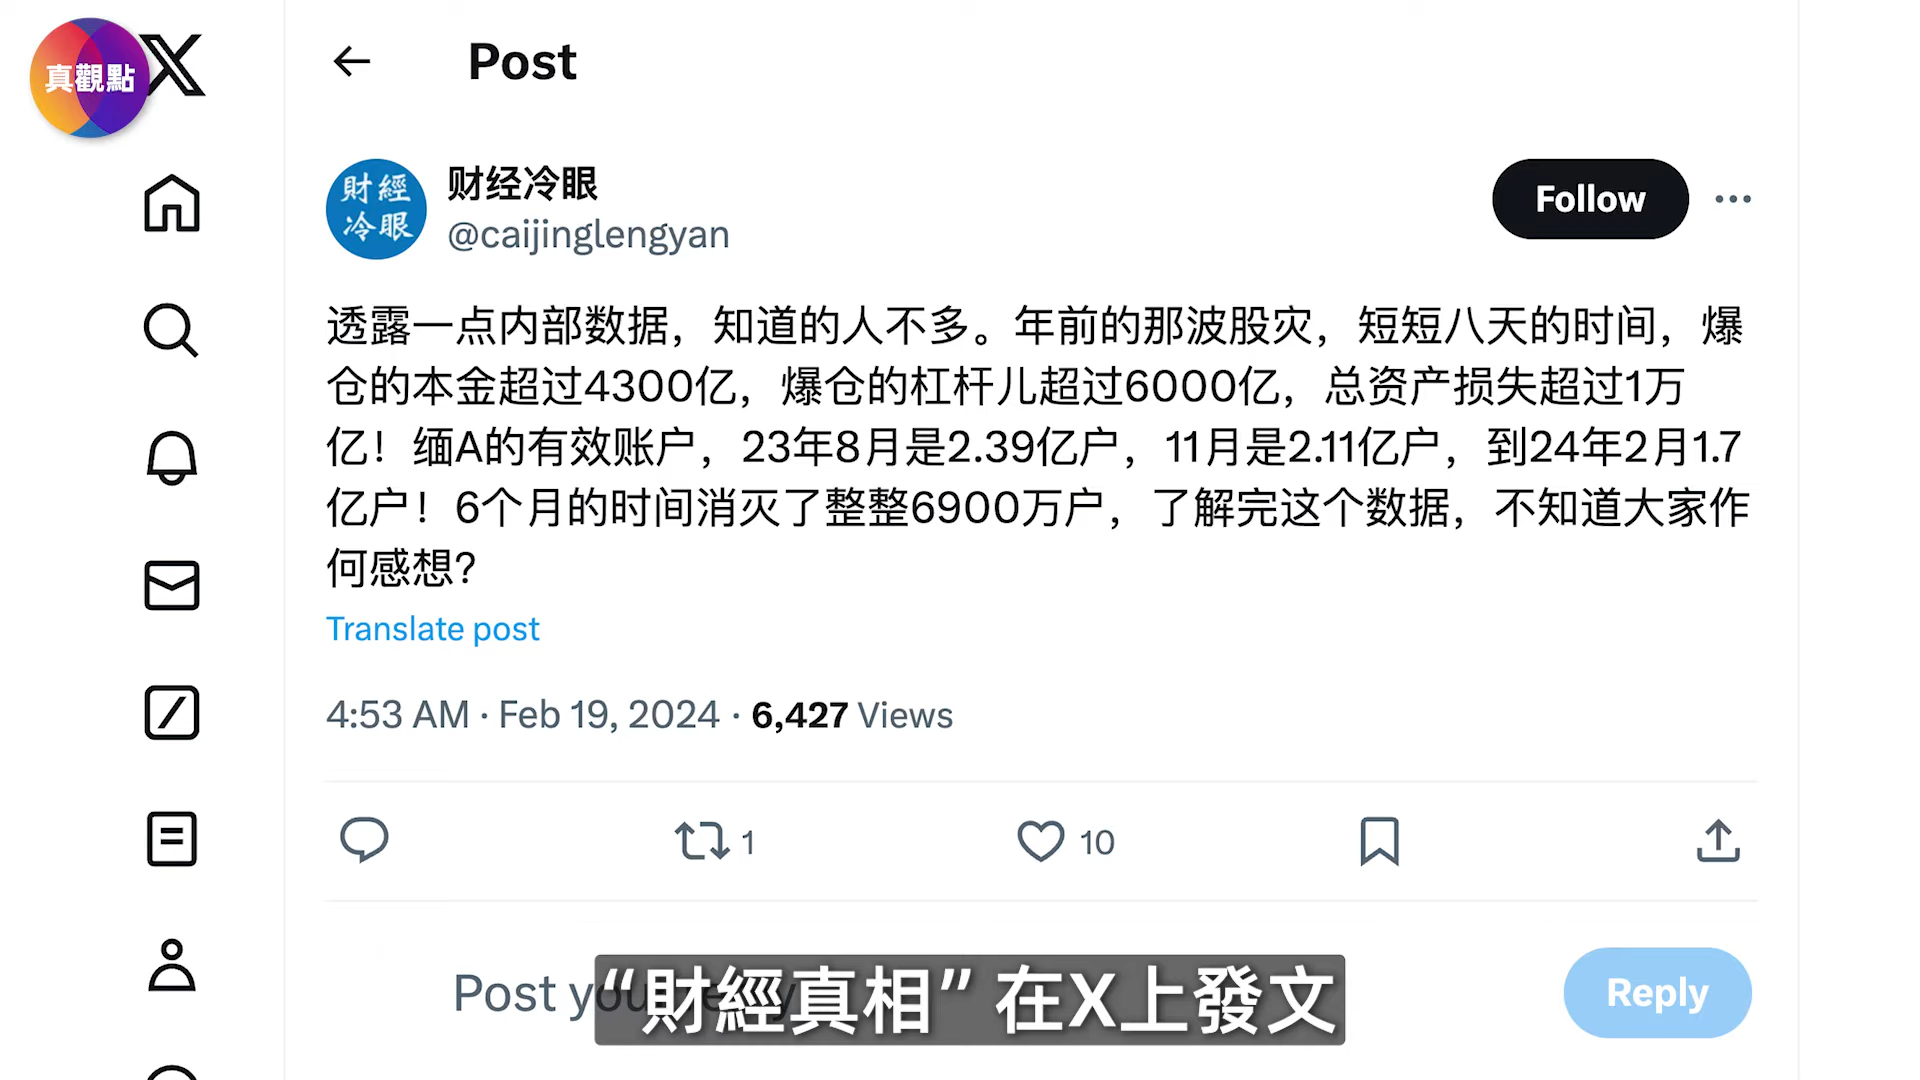 真觀點
Post
財經
冷眼
财经冷眼
@caijinglengyan
Follow
透露一点内部数据，知道的人不多。年前的那波股灾，短短八天的时间，爆
仓的本金超过4300亿，爆仓的杠杆儿超过6000亿，总资产损失超过1万
亿！缅A的有效账户，23年8月是2.39亿户，11月是2.11亿户，到24年2月1.7
亿户！6个月的时间消灭了整整6900万户，了解完这个数据，不知道大家作
何感想？
Translate post
4:53 AM · Feb 19, 2024 · 6,427 Views
1
10
Post your reply
“財經真相”在X上發文
Reply